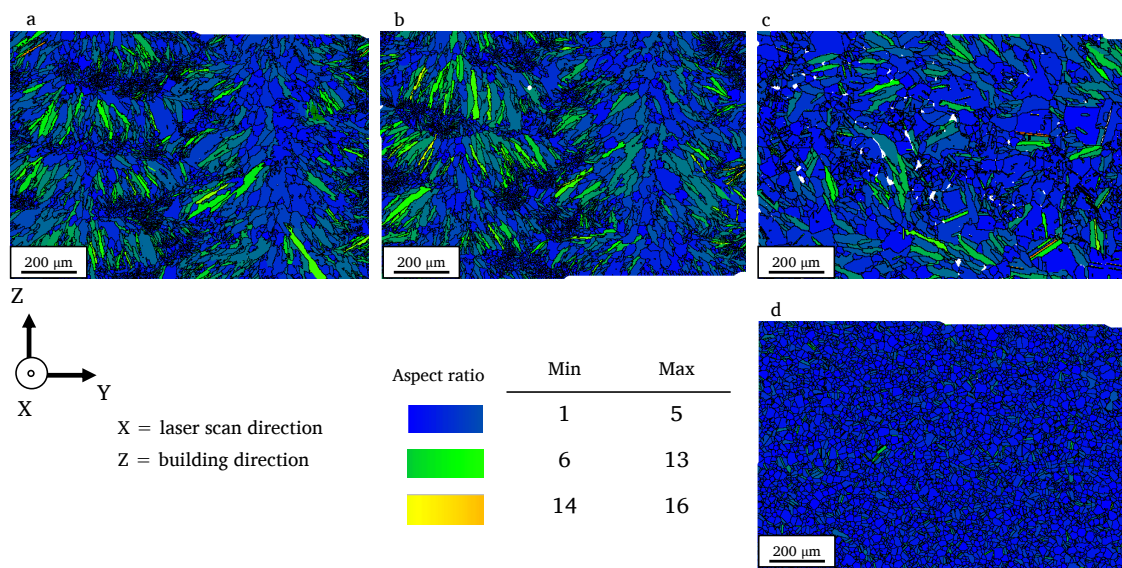 a
b
c
200 μm
200 μm
200 μm
Z
Y
X
X = laser scan direction
Z = building direction
Aspect ratio
Min
Max
1
5
6
13
14
16
d
200 μm